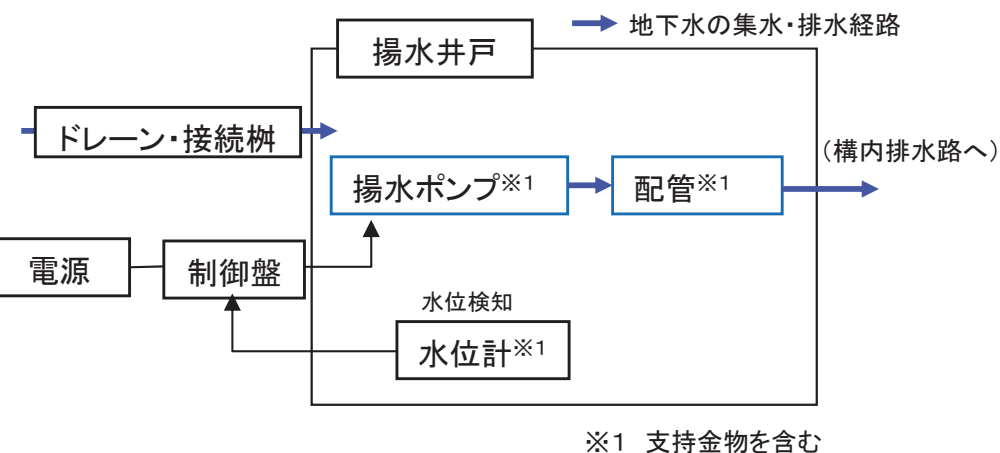 地下水の集水・排水経路
揚水井戸
ドレーン・接続桝
(構内排水路へ)
揚水ポンプ※1
配管※1
電源
制御盤
水位検知
水位計※1
※1 支持金物を含む